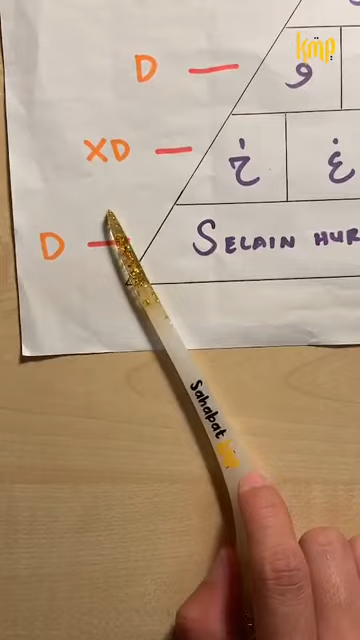 kmp
D و
XD خ غ
D SELAIN HUR
Sahabat